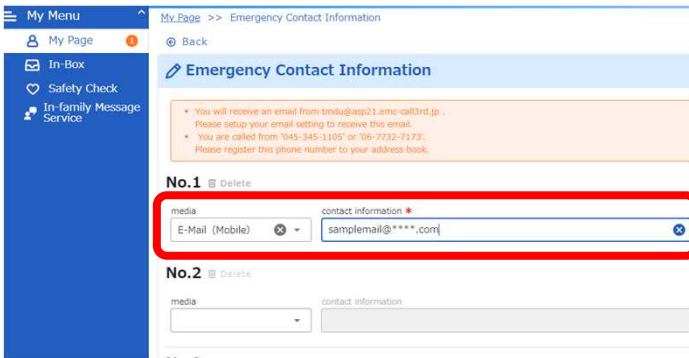 My Menu
My Page >> Emergency Contact Information
My Page 1
Back
In-Box
Emergency Contact Information
Safety Check
In-family Message
Service
• You will receive an email from tmdu@asp21.emc-call3rd.jp .
Please setup your email setting to receive this email.
• You are called from '045-345-1105' or '06-7732-7173'.
Please register this phone number to your address book.
No.1 Delete
media contact information *
E-Mail (Mobile) samplemail@****.com
No.2 Delete
media contact information